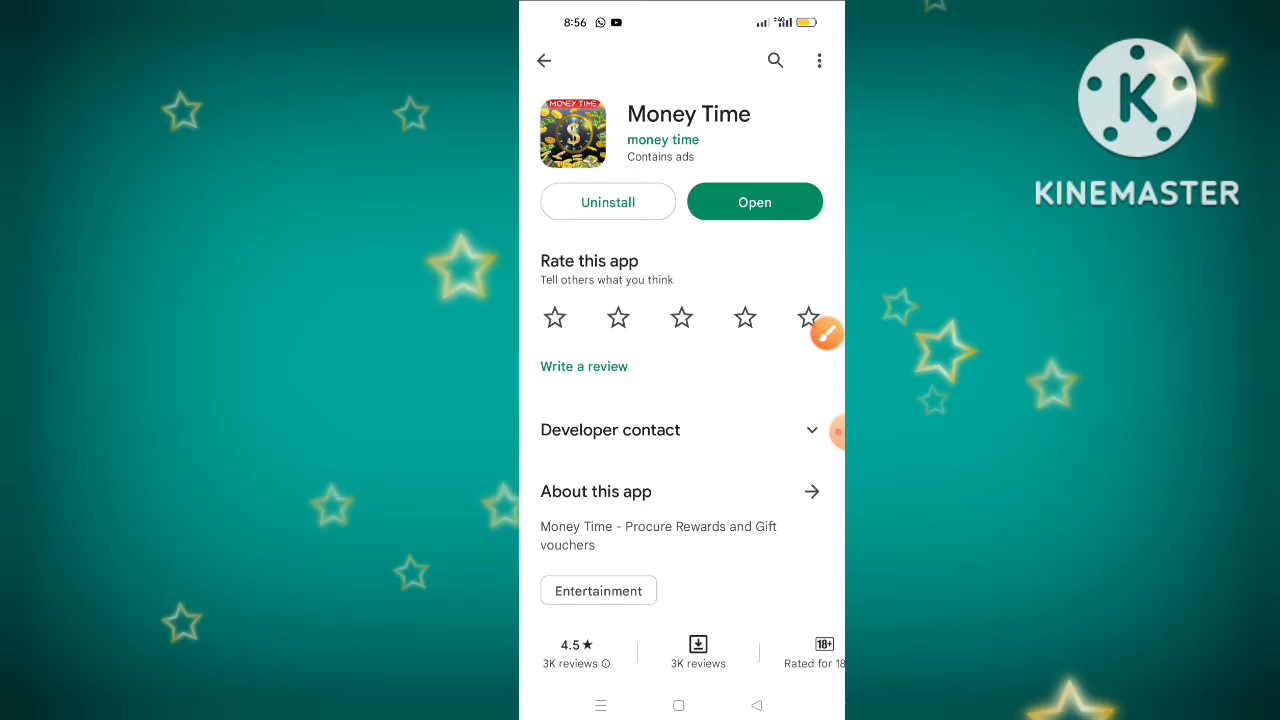 8:56
4G
K
KINEMASTER
MONEY TIME
Money Time
money time
Contains ads
Uninstall
Open
Rate this app
Tell others what you think
Write a review
Developer contact
About this app
Money Time - Procure Rewards and Gift
vouchers
Entertainment
4.5★
18+
3K reviews
3K reviews
Rated for 18